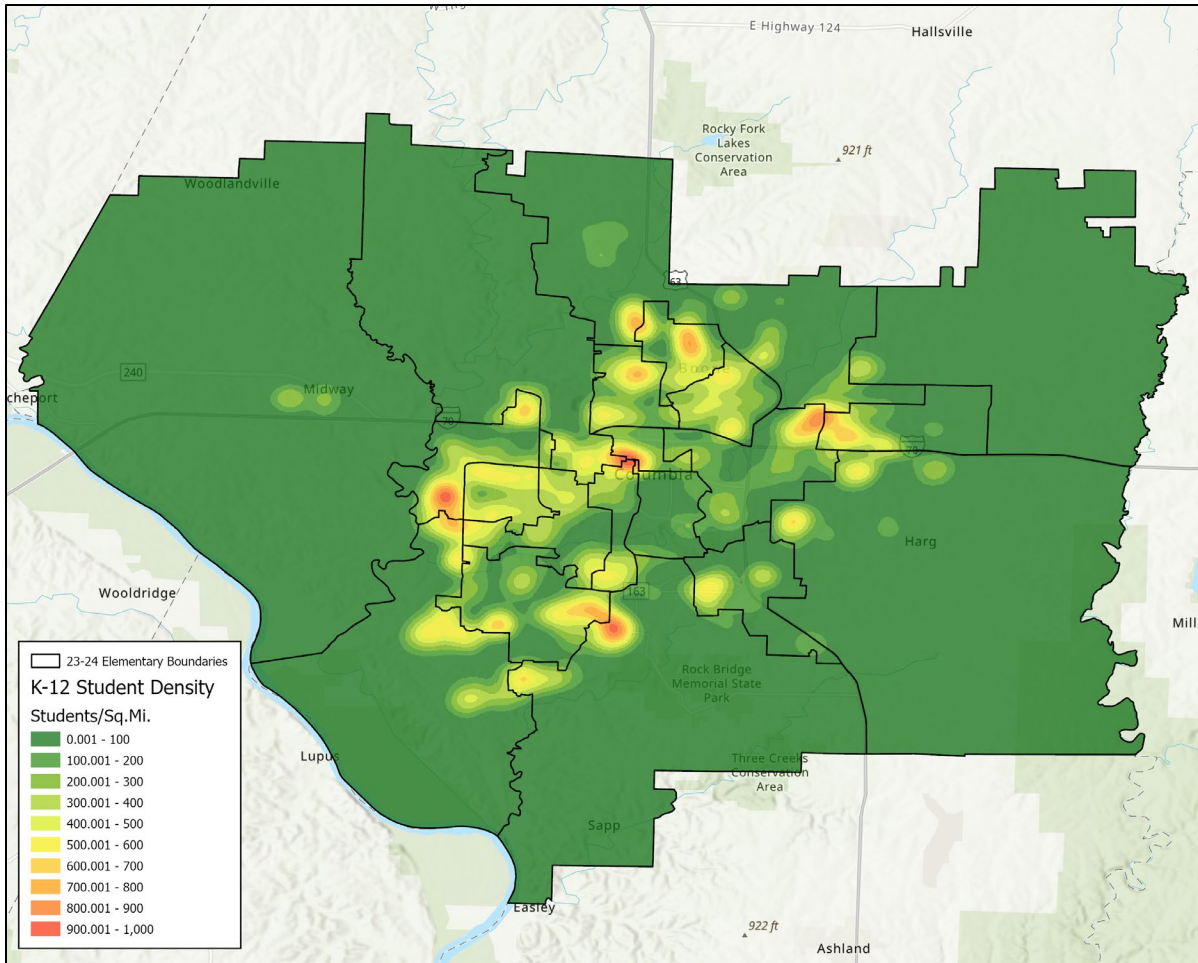 E Highway 124
Hallsville
Rocky Fork
Lakes
Conservation
Area
921 ft
Woodlandville
63
240
Midway
cheport
70
70
Columbia
Harg
Wooldridge
163
Mill
Rock Bridge
Memorial State
Park
Lupus
Three Creeks
Conservation
Area
Sapp
Easley
922 ft
Ashland
23-24 Elementary Boundaries
K-12 Student Density
Students/Sq.Mi.
0.001 - 100
100.001 - 200
200.001 - 300
300.001 - 400
400.001 - 500
500.001 - 600
600.001 - 700
700.001 - 800
800.001 - 900
900.001 - 1,000